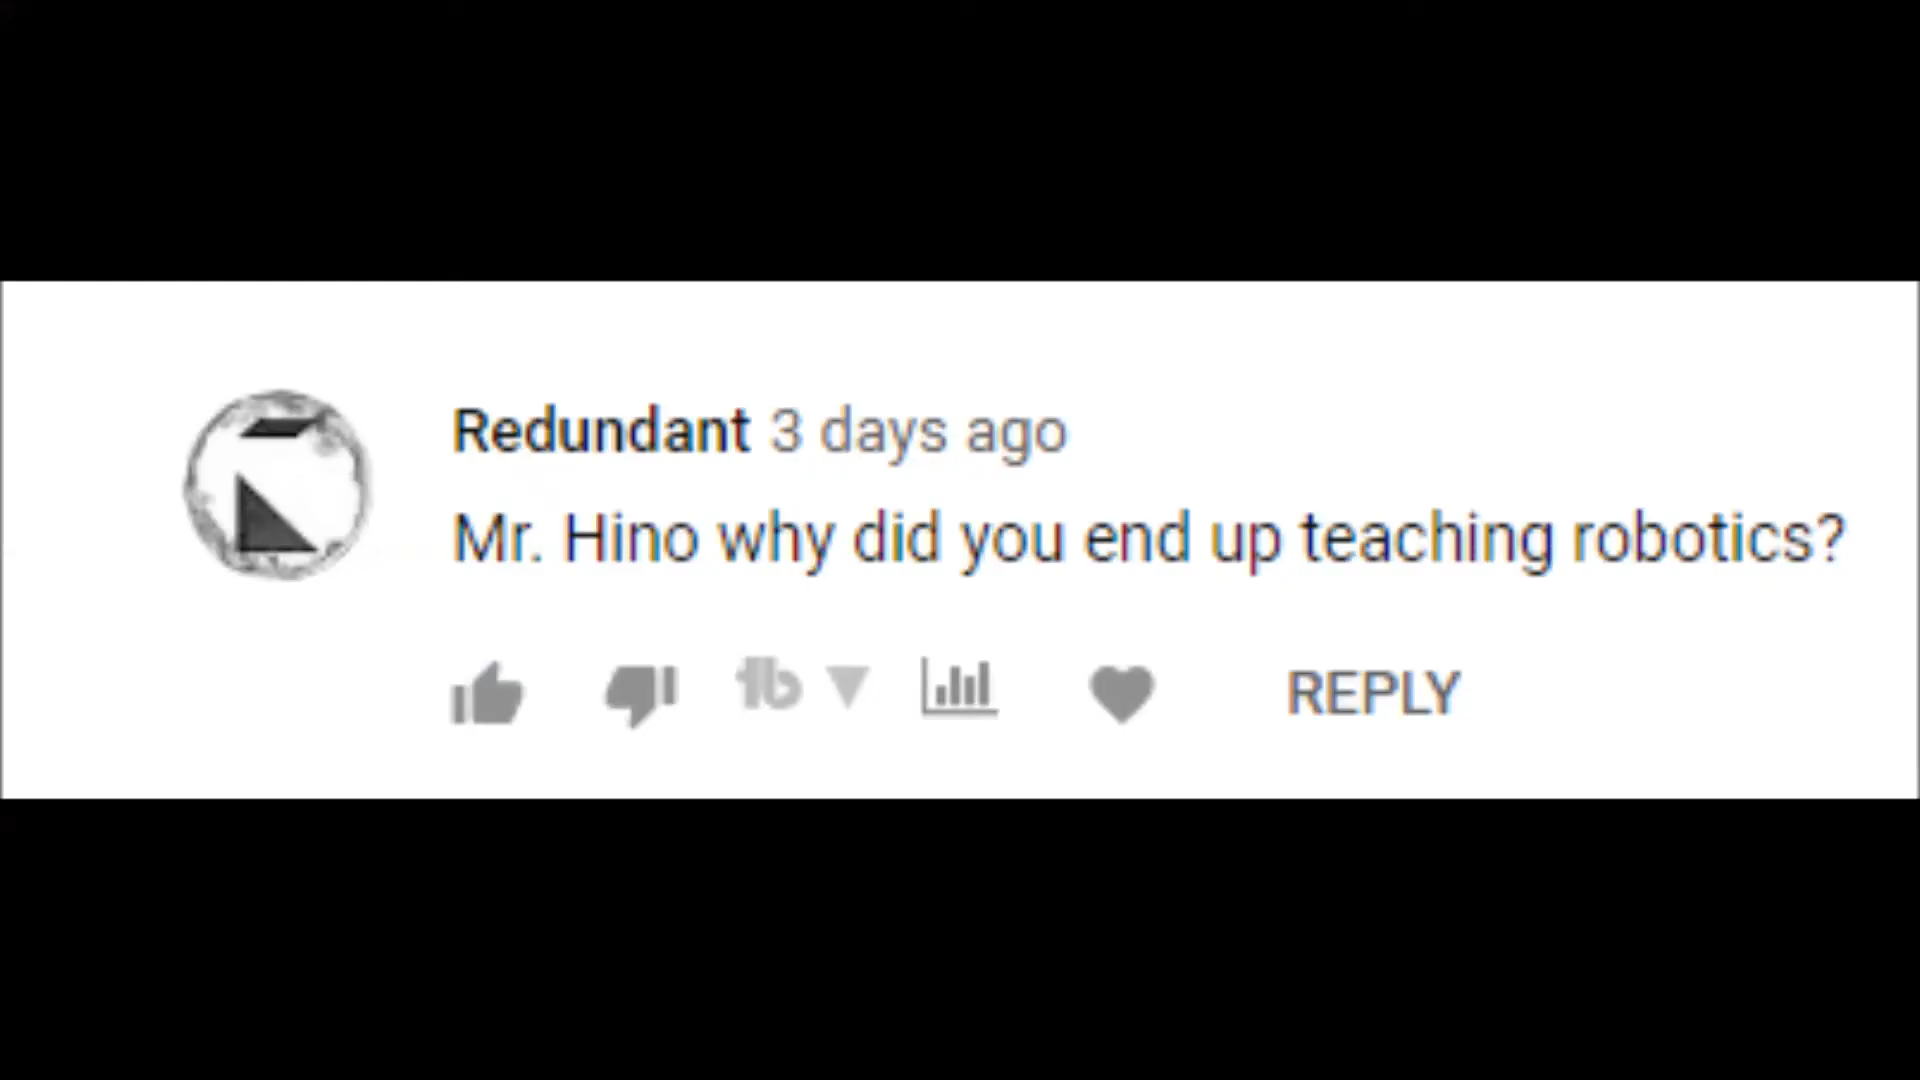 Redundant 3 days ago
Mr. Hino why did you end up teaching robotics?
REPLY